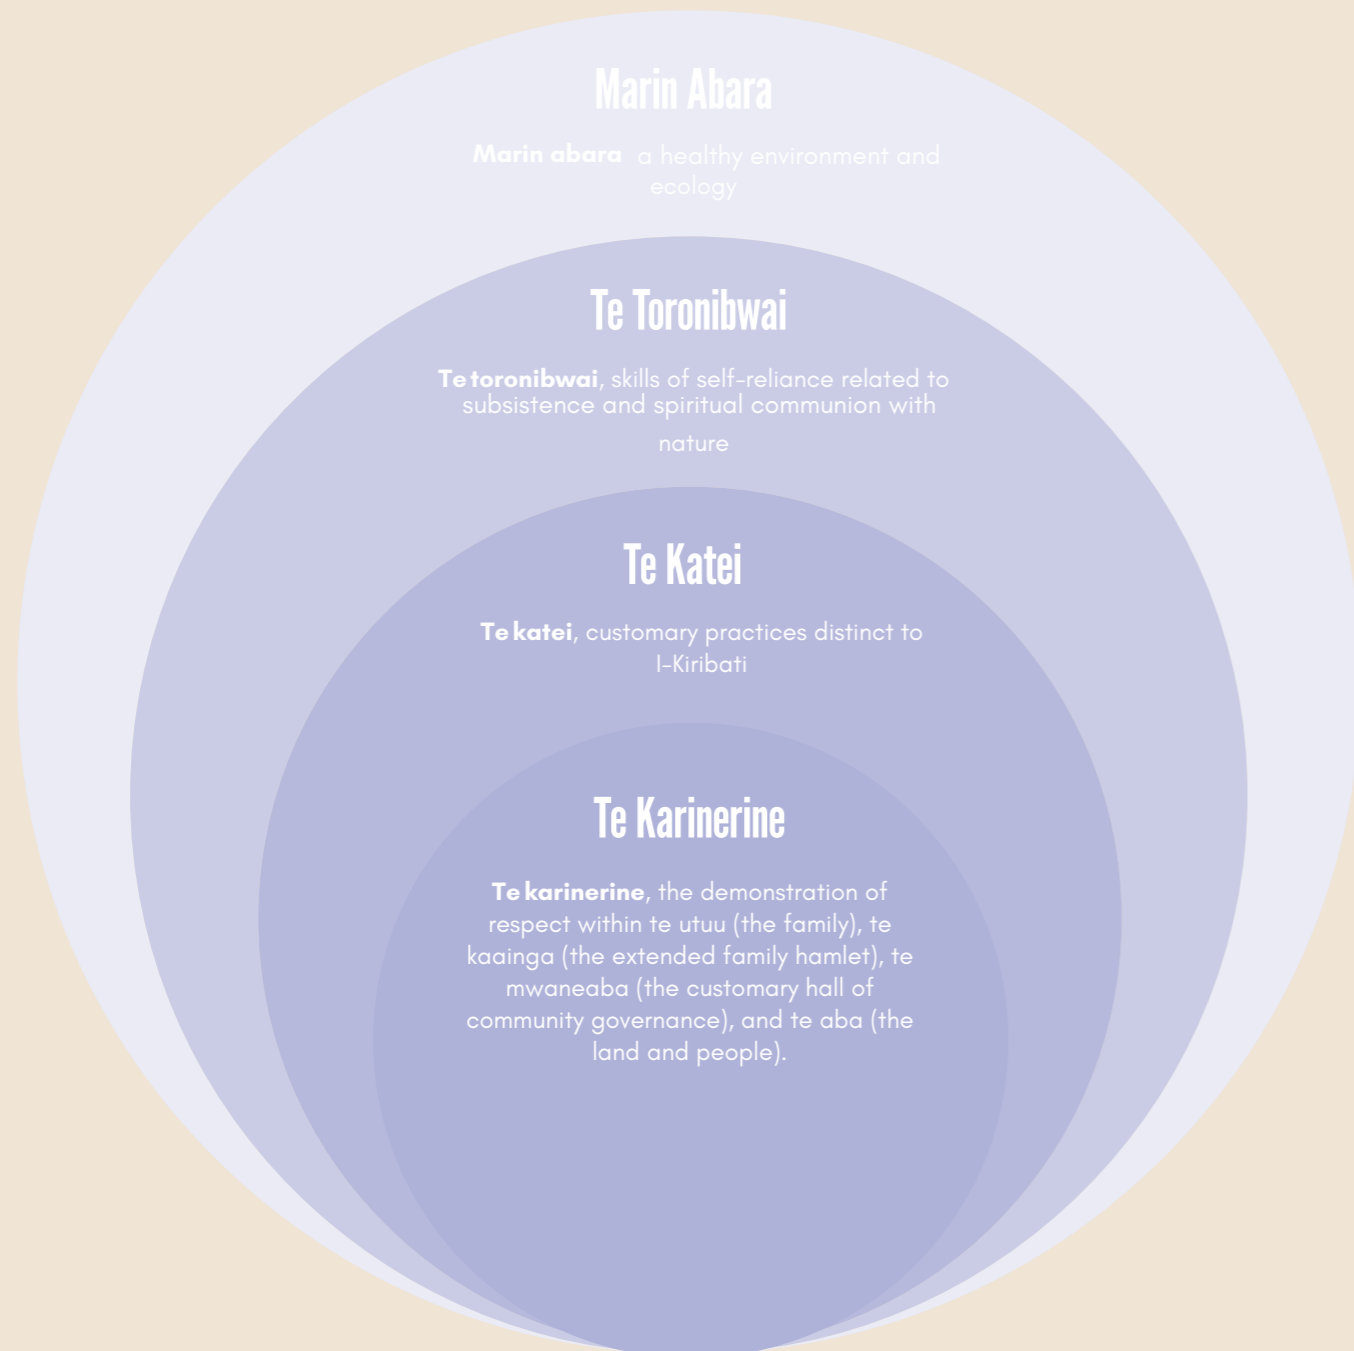 Marin Abara
Marin abara a healthy environment and
ecology
Te Toronibwai
Te toronibwai, skills of self-reliance related to
subsistence and spiritual communion with
nature
Te Katei
Te katei, customary practices distinct to
I-Kiribati
Te Karinerine
Te karinerine, the demonstration of
respect within te utuu (the family), te
kaainga (the extended family hamlet), te
mwaneaba (the customary hall of
community governance), and te aba (the
land and people).